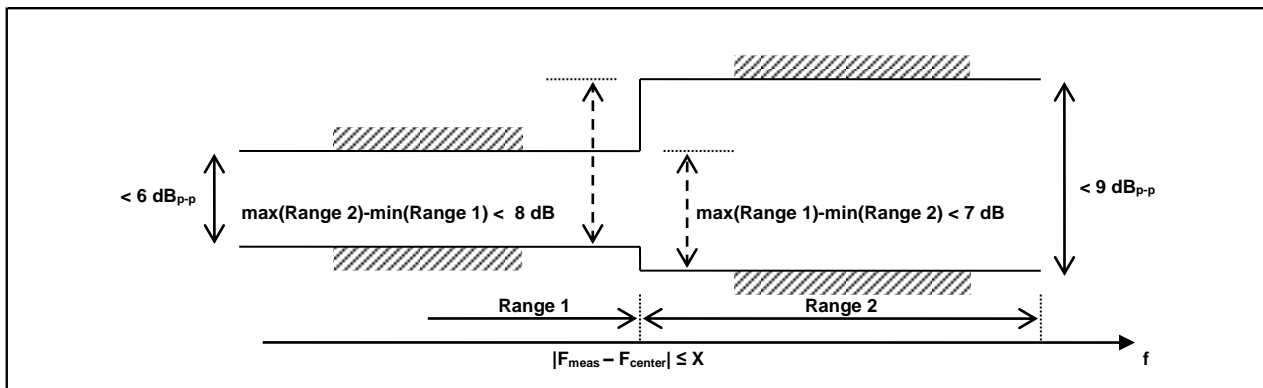 < 6 dBp-p
max(Range 2)-min(Range 1) < 8 dB
max(Range 1)-min(Range 2) < 7 dB
< 9 dBp-p
Range 1
Range 2
|Fmeas – Fcenter| ≤ X
f